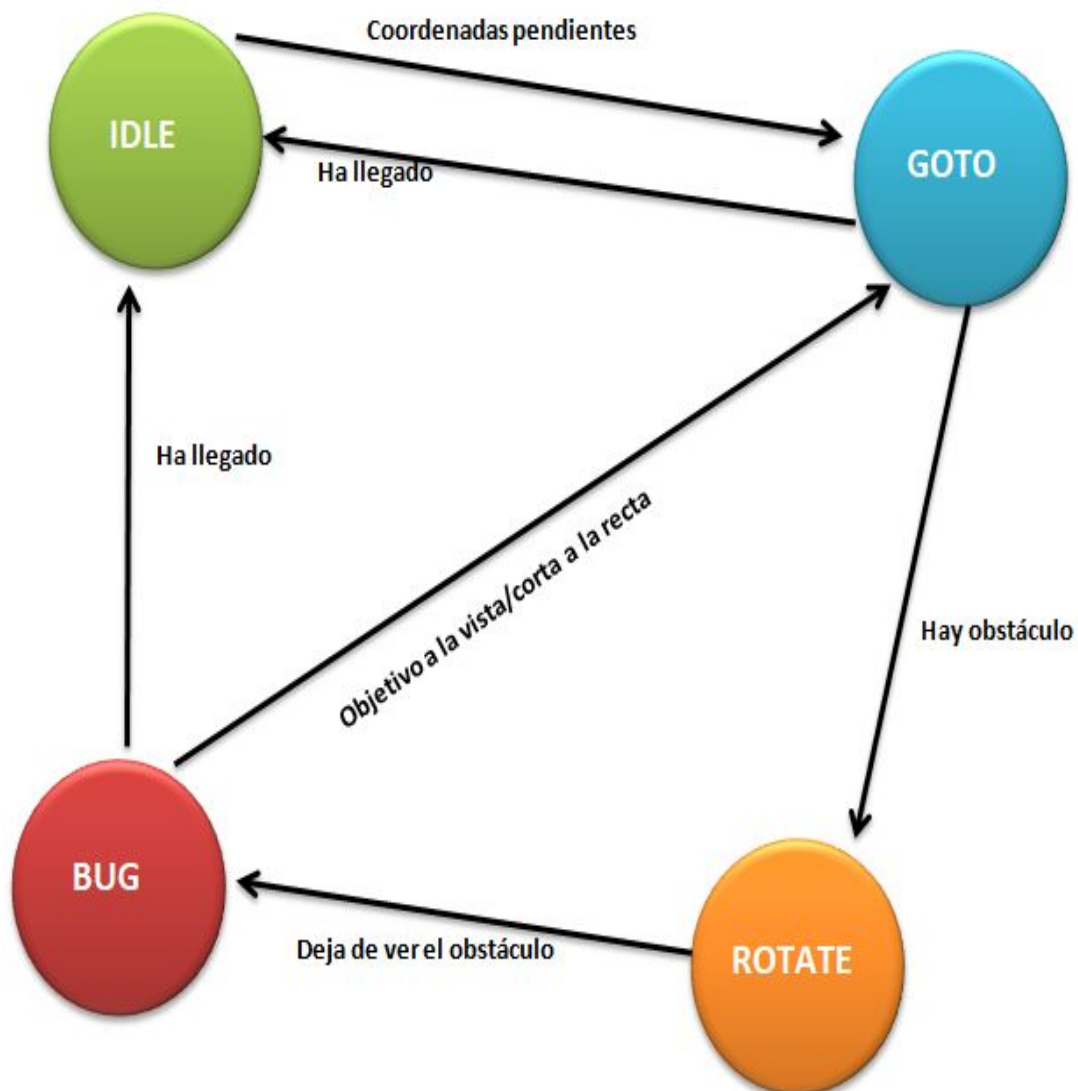 Coordenadas pendientes
IDLE
GOTO
Ha llegado
Ha llegado
Objetivo a la vista/corta a la recta
Hay obstáculo
BUG
Deja de ver el obstáculo
ROTATE